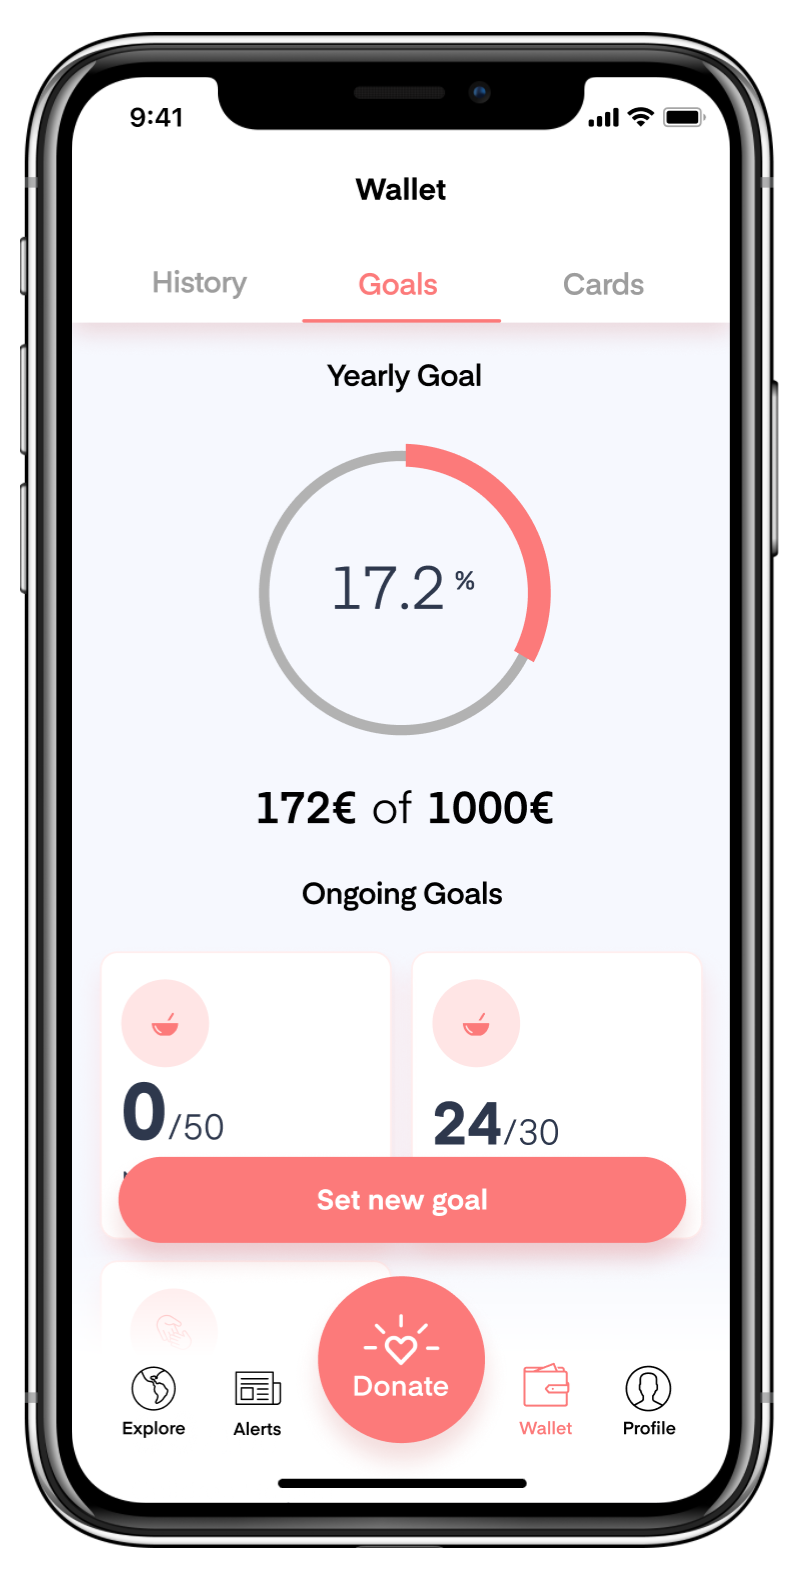 9:41
Wallet
History Goals Cards
Yearly Goal
17.2 %
172€ of 1000€
Ongoing Goals
0/50 24/30
Set new goal
Donate
Explore Alerts Wallet Profile